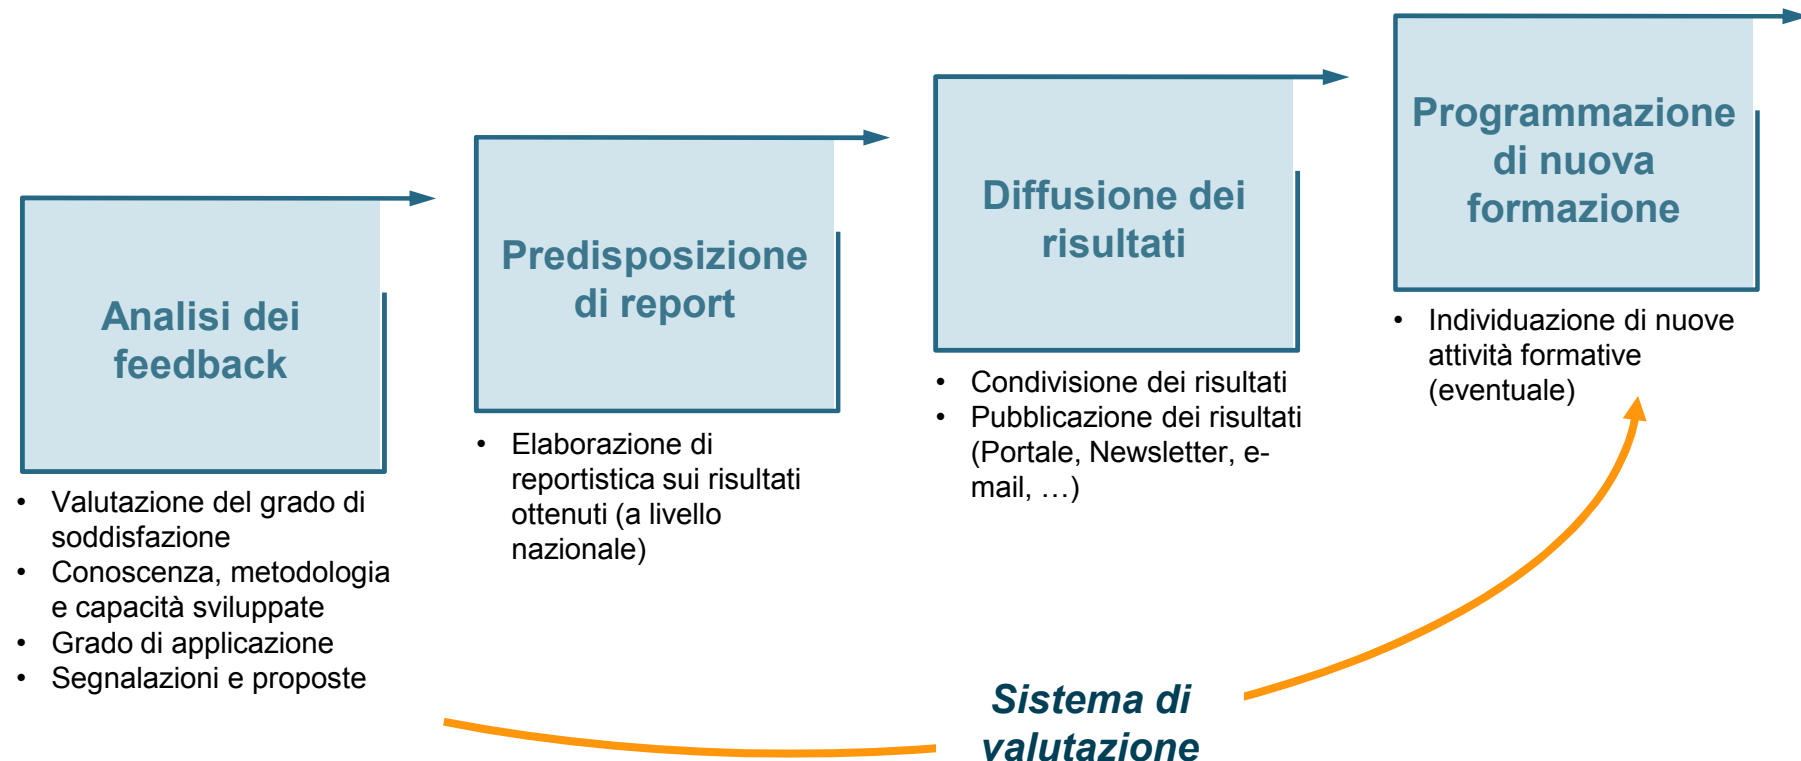 Analisi dei
feedback
• Valutazione del grado di
soddisfazione
• Conoscenza, metodologia
e capacità sviluppate
• Grado di applicazione
• Segnalazioni e proposte
Predisposizione
di report
• Elaborazione di
reportistica sui risultati
ottenuti (a livello
nazionale)
Diffusione dei
risultati
• Condivisione dei risultati
• Pubblicazione dei risultati
(Portale, Newsletter, e-
mail, …)
Programmazione
di nuova
formazione
• Individuazione di nuove
attività formative
(eventuale)
Sistema di
valutazione